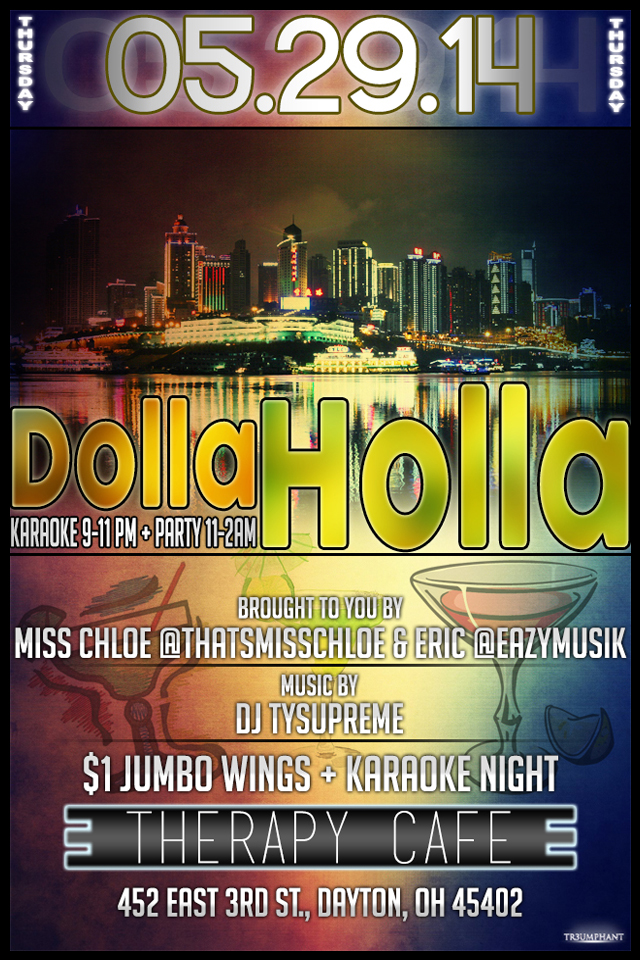 THURSDAY
05.29.14
THURSDAY
Dolla Holla
KARAOKE 9-11 PM + PARTY 11-2AM
BROUGHT TO YOU BY
MISS CHLOE @THATSMISSCHLOE & ERIC @EAZYMUSIK
MUSIC BY
DJ TYSUPREME
$1 JUMBO WINGS + KARAOKE NIGHT
THERAPY CAFE
452 EAST 3RD ST., DAYTON, OH 45402
TR3UMPHANT